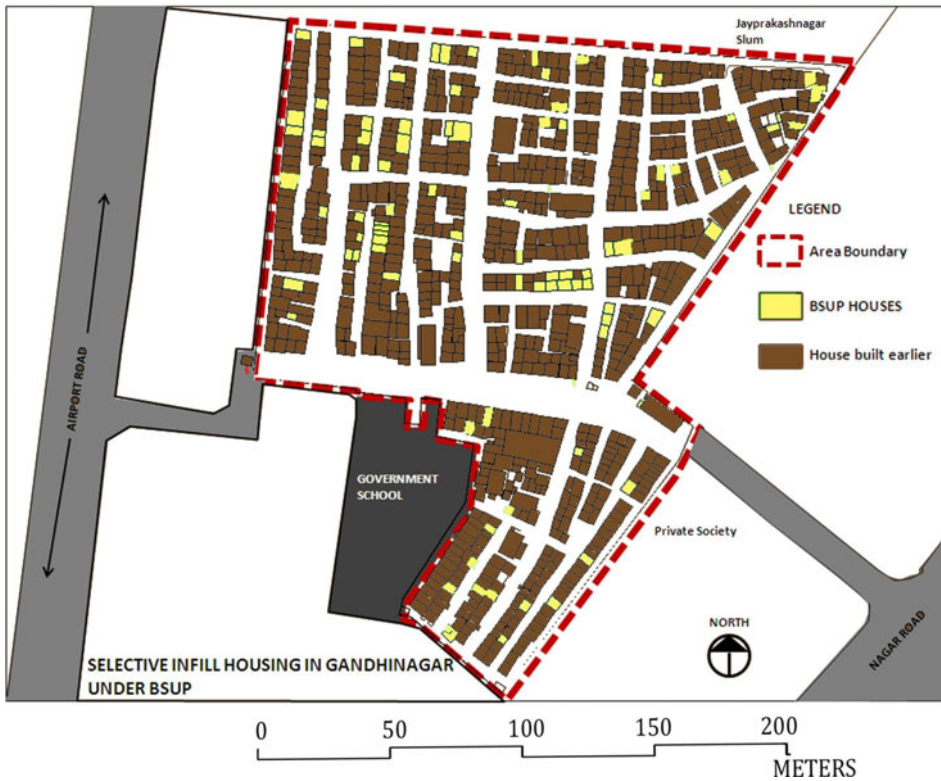 Jayprakashnagar
Slum
LEGEND
Area Boundary
BSUP HOUSES
House built earlier
AIRPORT ROAD
GOVERNMENT
SCHOOL
Private Society
NORTH
NAGAR ROAD
SELECTIVE INFILL HOUSING IN GANDHINAGAR
UNDER BSUP
0 50 100 150 200
METERS